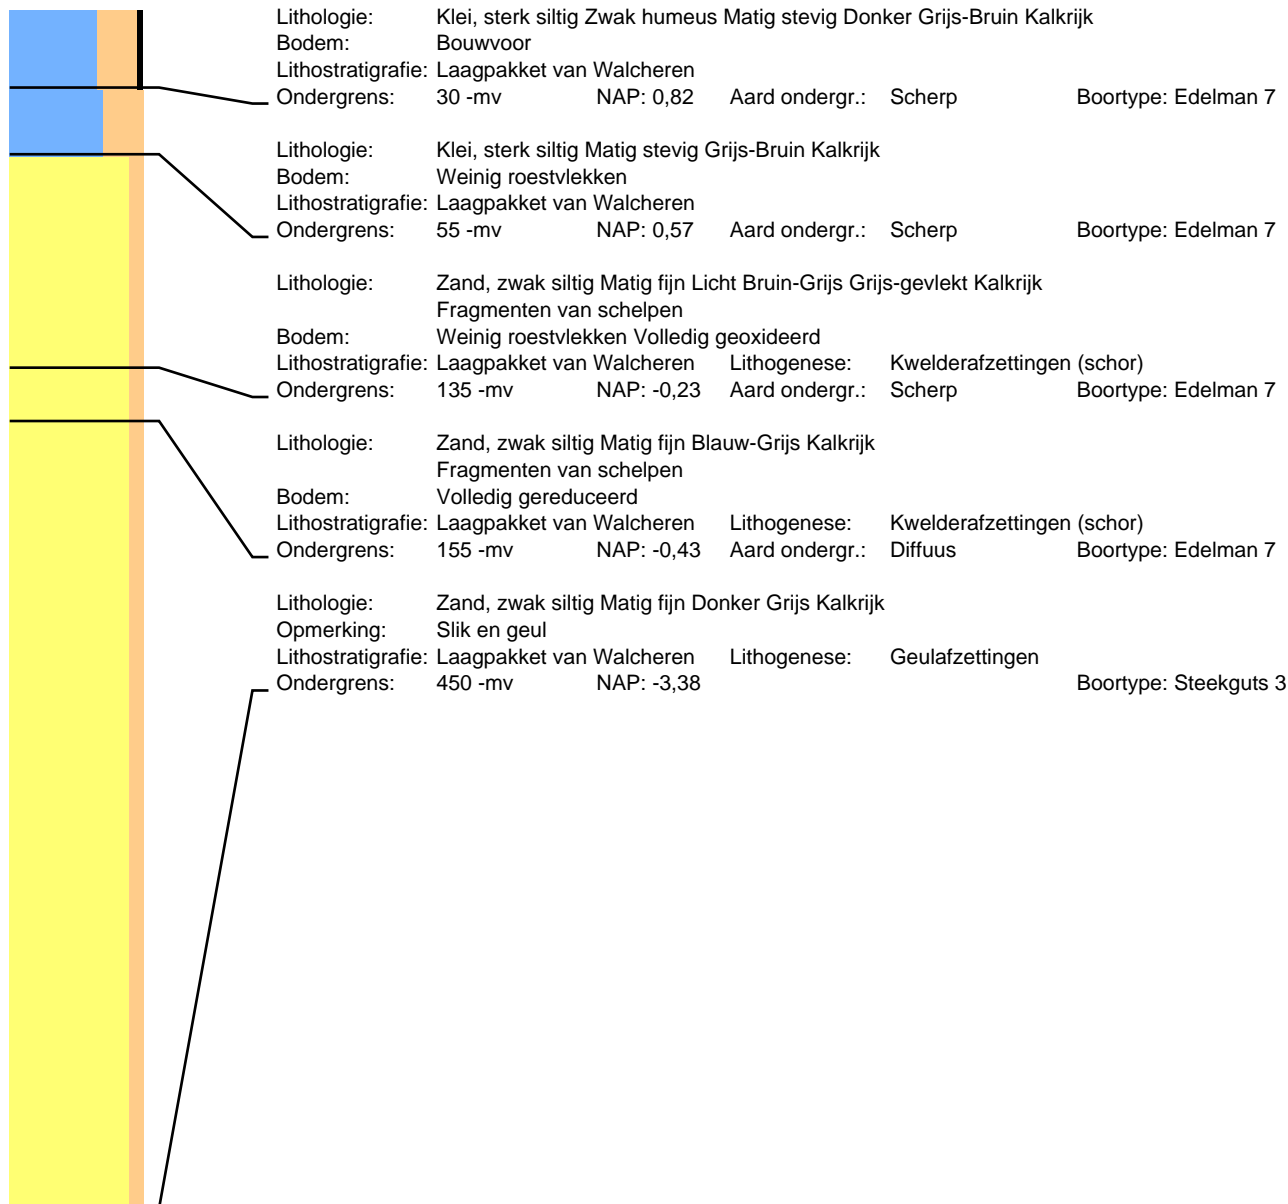 Lithologie: Klei, sterk siltig Zwak humeus Matig stevig Donker Grijs-Bruin Kalkrijk
Bodem: Bouwvoor
Lithostratigrafie: Laagpakket van Walcheren
Ondergrens: 30 -mv NAP: 0,82 Aard ondergr.: Scherp Boortype: Edelman 7
Lithologie: Klei, sterk siltig Matig stevig Grijs-Bruin Kalkrijk
Bodem: Weinig roestvlekken
Lithostratigrafie: Laagpakket van Walcheren
Ondergrens: 55 -mv NAP: 0,57 Aard ondergr.: Scherp Boortype: Edelman 7
Lithologie: Zand, zwak siltig Matig fijn Licht Bruin-Grijs Grijs-gevlekt Kalkrijk
Fragmenten van schelpen
Bodem: Weinig roestvlekken Volledig geoxideerd
Lithostratigrafie: Laagpakket van Walcheren Lithogenese: Kwelderafzettingen (schor)
Ondergrens: 135 -mv NAP: -0,23 Aard ondergr.: Scherp Boortype: Edelman 7
Lithologie: Zand, zwak siltig Matig fijn Blauw-Grijs Kalkrijk
Fragmenten van schelpen
Bodem: Volledig gereduceerd
Lithostratigrafie: Laagpakket van Walcheren Lithogenese: Kwelderafzettingen (schor)
Ondergrens: 155 -mv NAP: -0,43 Aard ondergr.: Diffuus Boortype: Edelman 7
Lithologie: Zand, zwak siltig Matig fijn Donker Grijs Kalkrijk
Opmerking: Slik en geul
Lithostratigrafie: Laagpakket van Walcheren Lithogenese: Geulafzettingen
Ondergrens: 450 -mv NAP: -3,38 Boortype: Steekguts 3